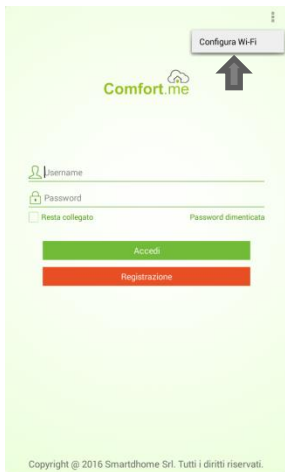 Configura Wi-Fi
Comfort.me
Username
Password
Resta collegato
Password dimenticata
Accedi
Registrazione
Copyright @ 2016 Smartdhome Srl. Tutti i diritti riservati.